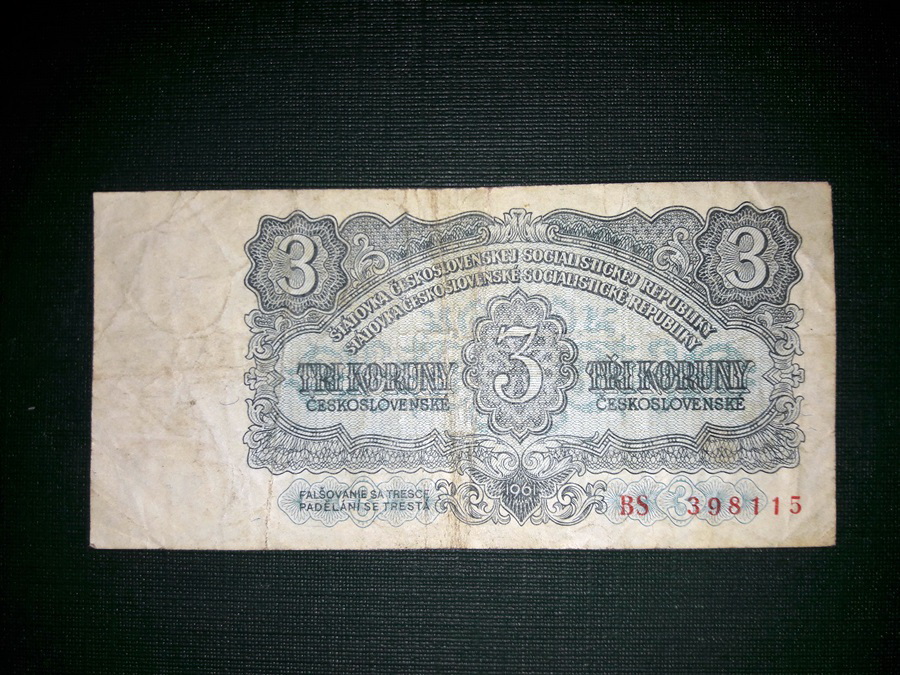 3
3
ŠTÁTOVKA ČESKOSLOVENSKEJ SOCIALISTICKEJ REPUBLIKY
STÁTOVKA ČESKOSLOVENSKÉ SOCIALISTICKÉ REPUBLIKY
3
TRI KORUNY
TŘI KORUNY
ČESKOSLOVENSKÉ
ČESKOSLOVENSKÉ
FALŠOVANIE SA TRESCE
PADĚLÁNÍ SE TRESTÁ
1961
BS 398115